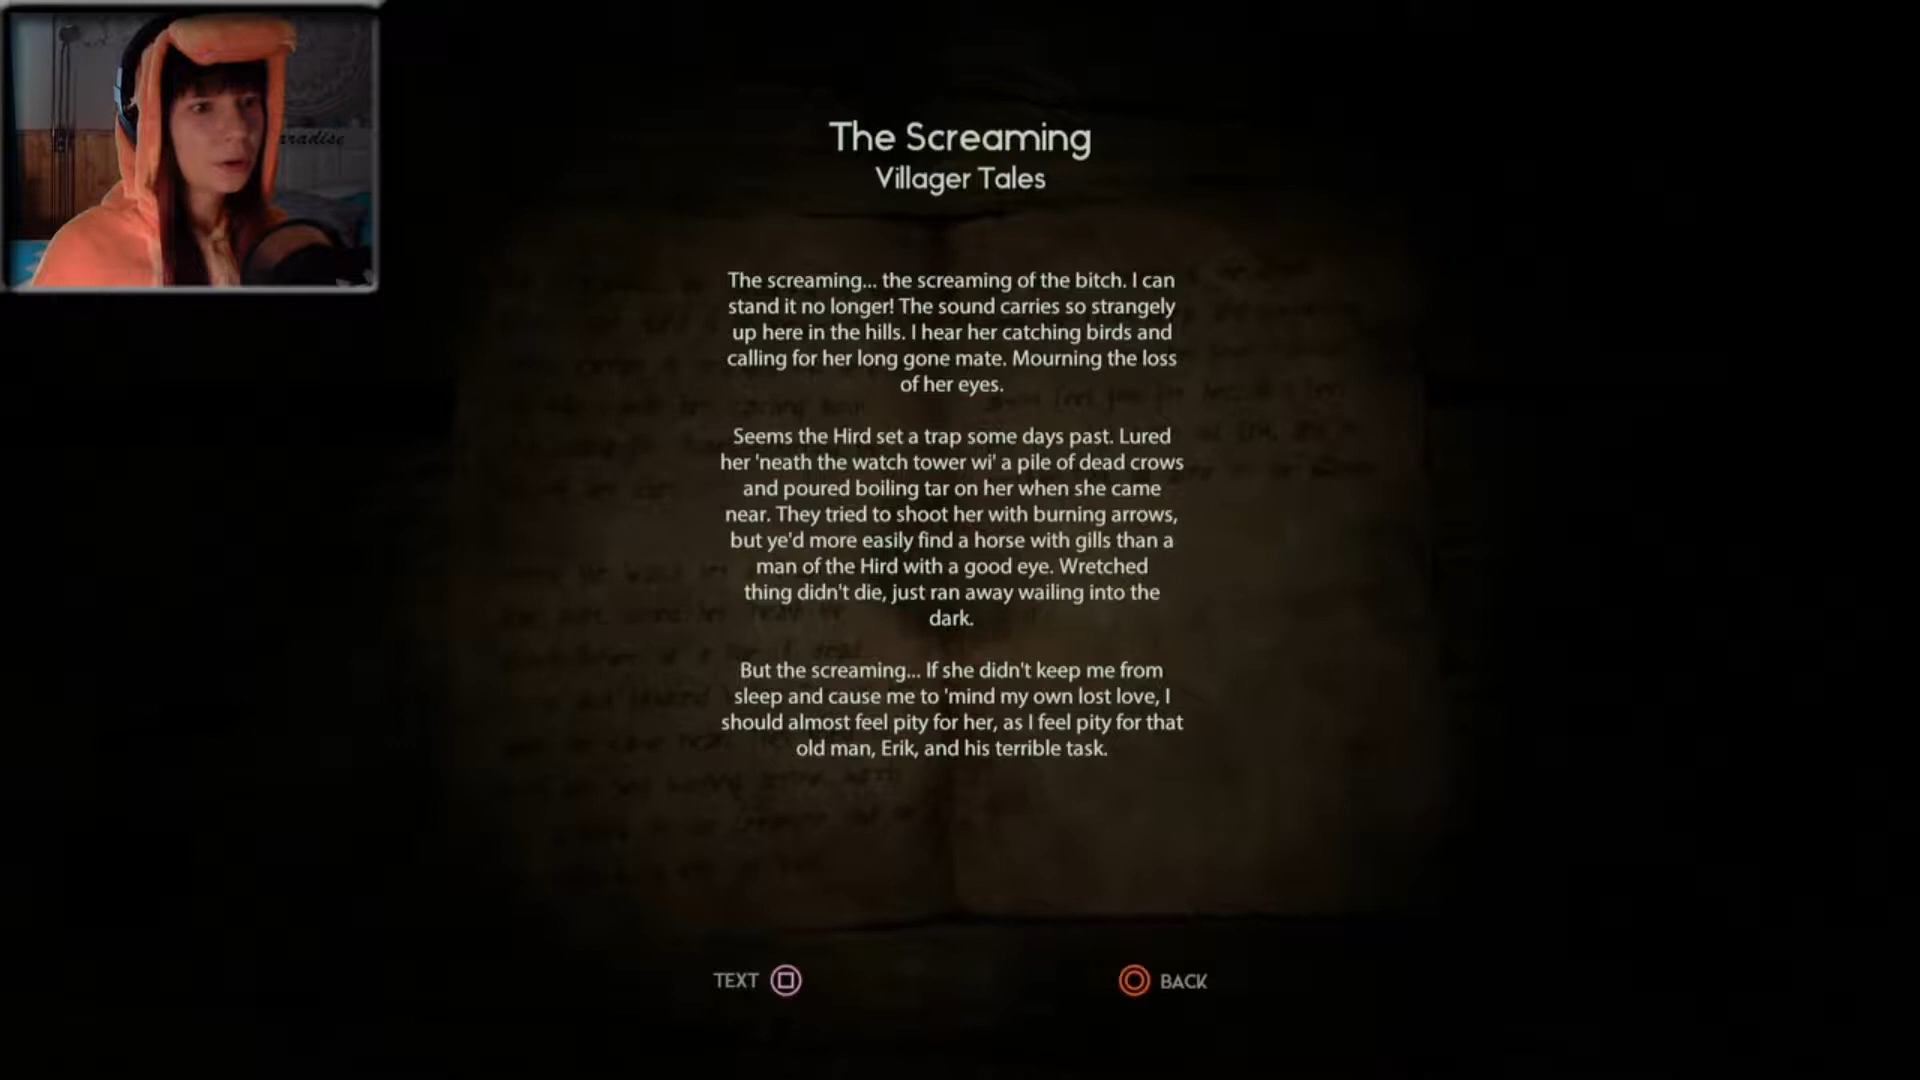 aradise
The Screaming
Villager Tales
The screaming... the screaming of the bitch. I can
stand it no longer! The sound carries so strangely
up here in the hills. I hear her catching birds and
calling for her long gone mate. Mourning the loss
of her eyes.
Seems the Hird set a trap some days past. Lured
her 'neath the watch tower wi' a pile of dead crows
and poured boiling tar on her when she came
near. They tried to shoot her with burning arrows,
but ye'd more easily find a horse with gills than a
man of the Hird with a good eye. Wretched
thing didn't die, just ran away wailing into the
dark.
But the screaming... If she didn't keep me from
sleep and cause me to 'mind my own lost love, I
should almost feel pity for her, as I feel pity for that
old man, Erik, and his terrible task.
TEXT
BACK